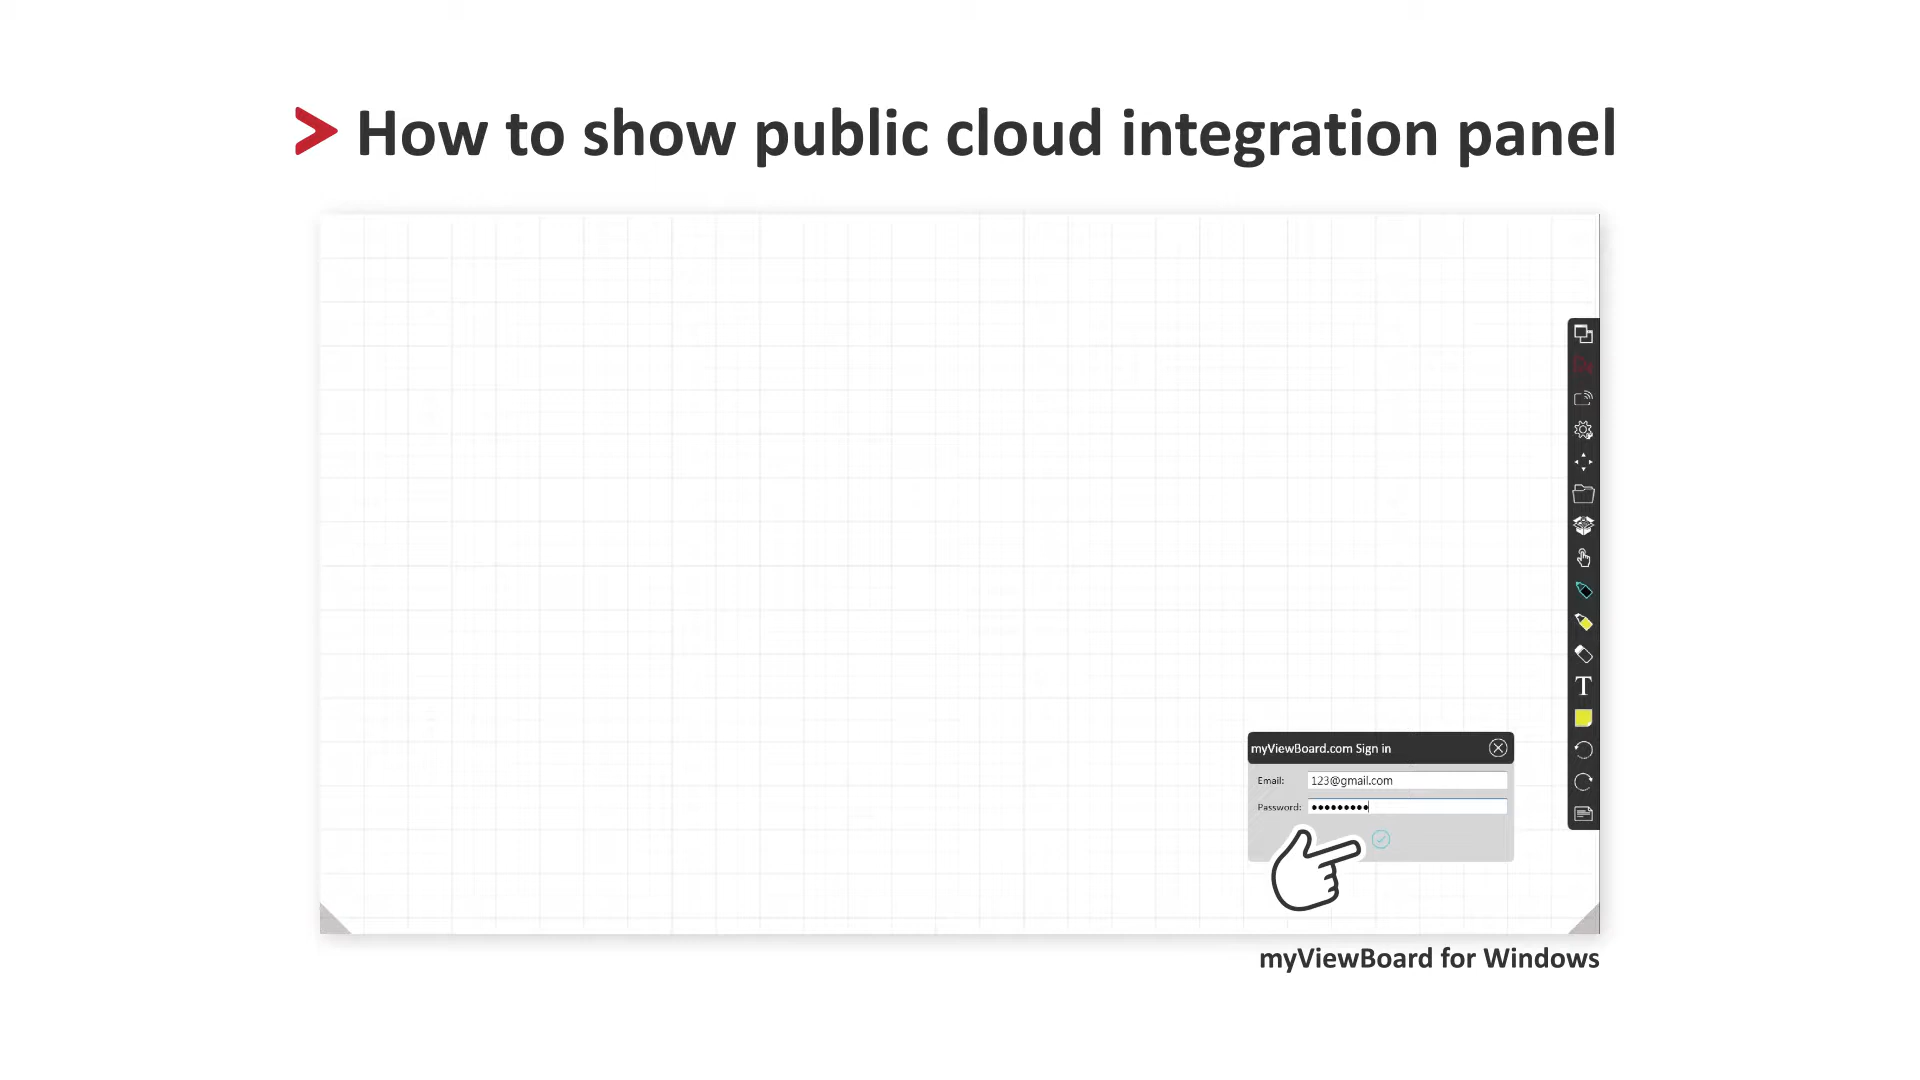 > How to show public cloud integration panel
T
myViewBoard.com Sign in
Email: 123@gmail.com
Password: •••••••••
myViewBoard for Windows